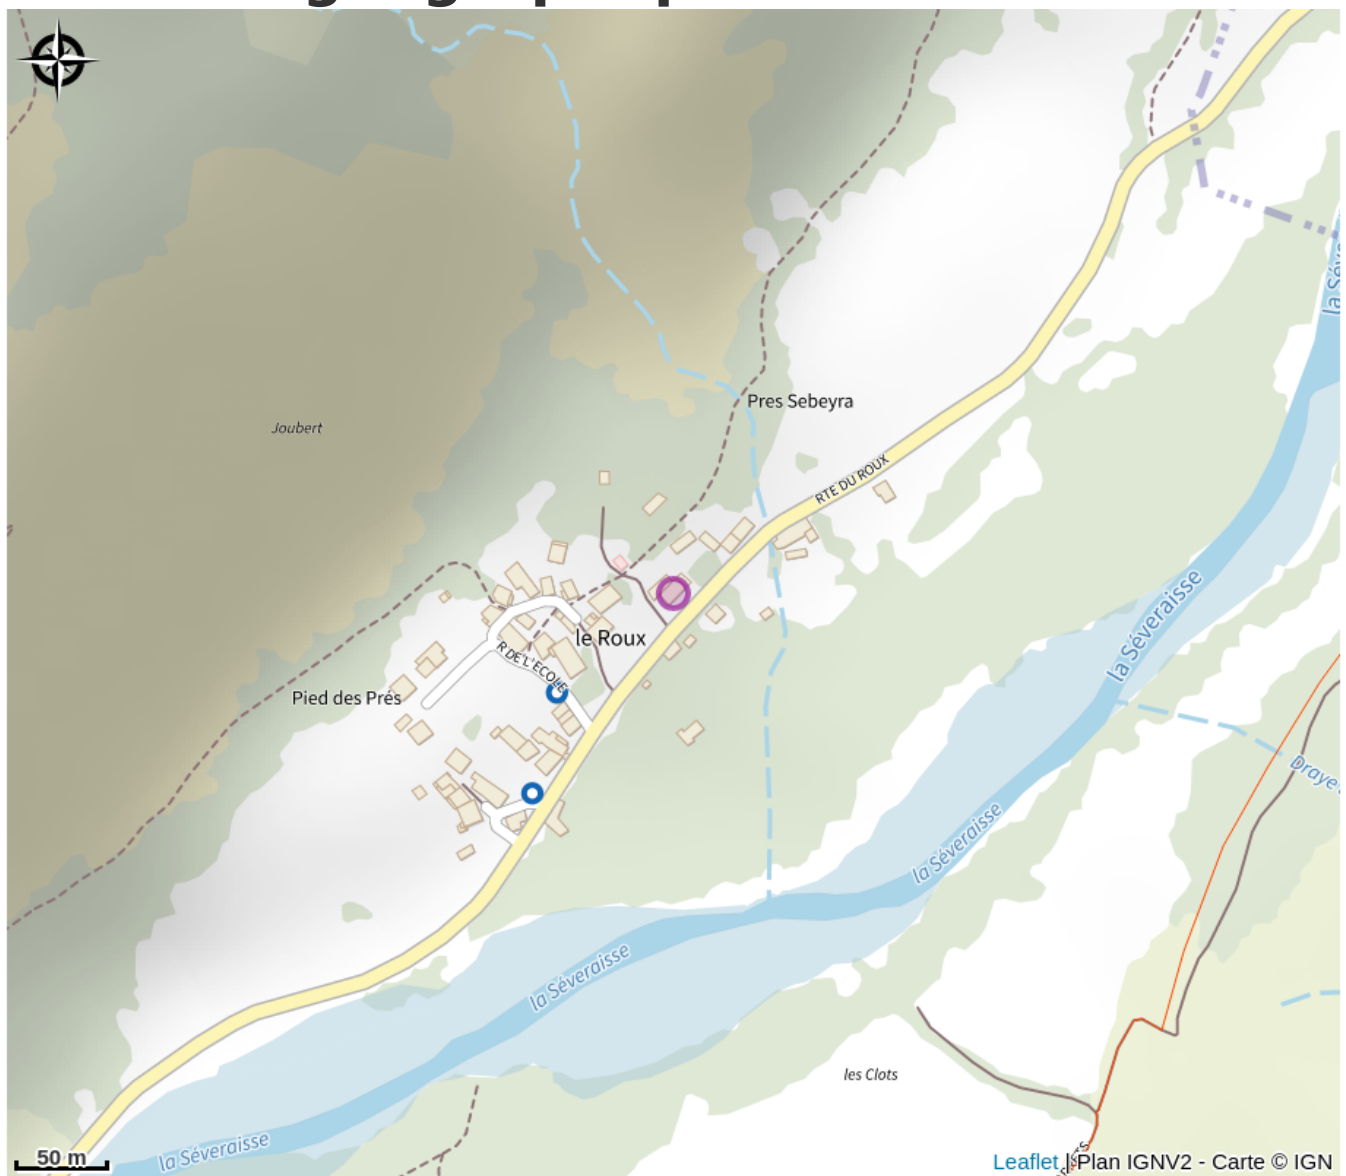 la Séve
Pres Sebeyra
Joubert
RTE DU ROUX
la Séveraisse
le Roux
R DE L'ECOLE
Pied des Prés
Draye
la Séveraisse
la Séveraisse
les Clots
la Séveraisse
50 m
Leaflet | Plan IGNV2 - Carte © IGN